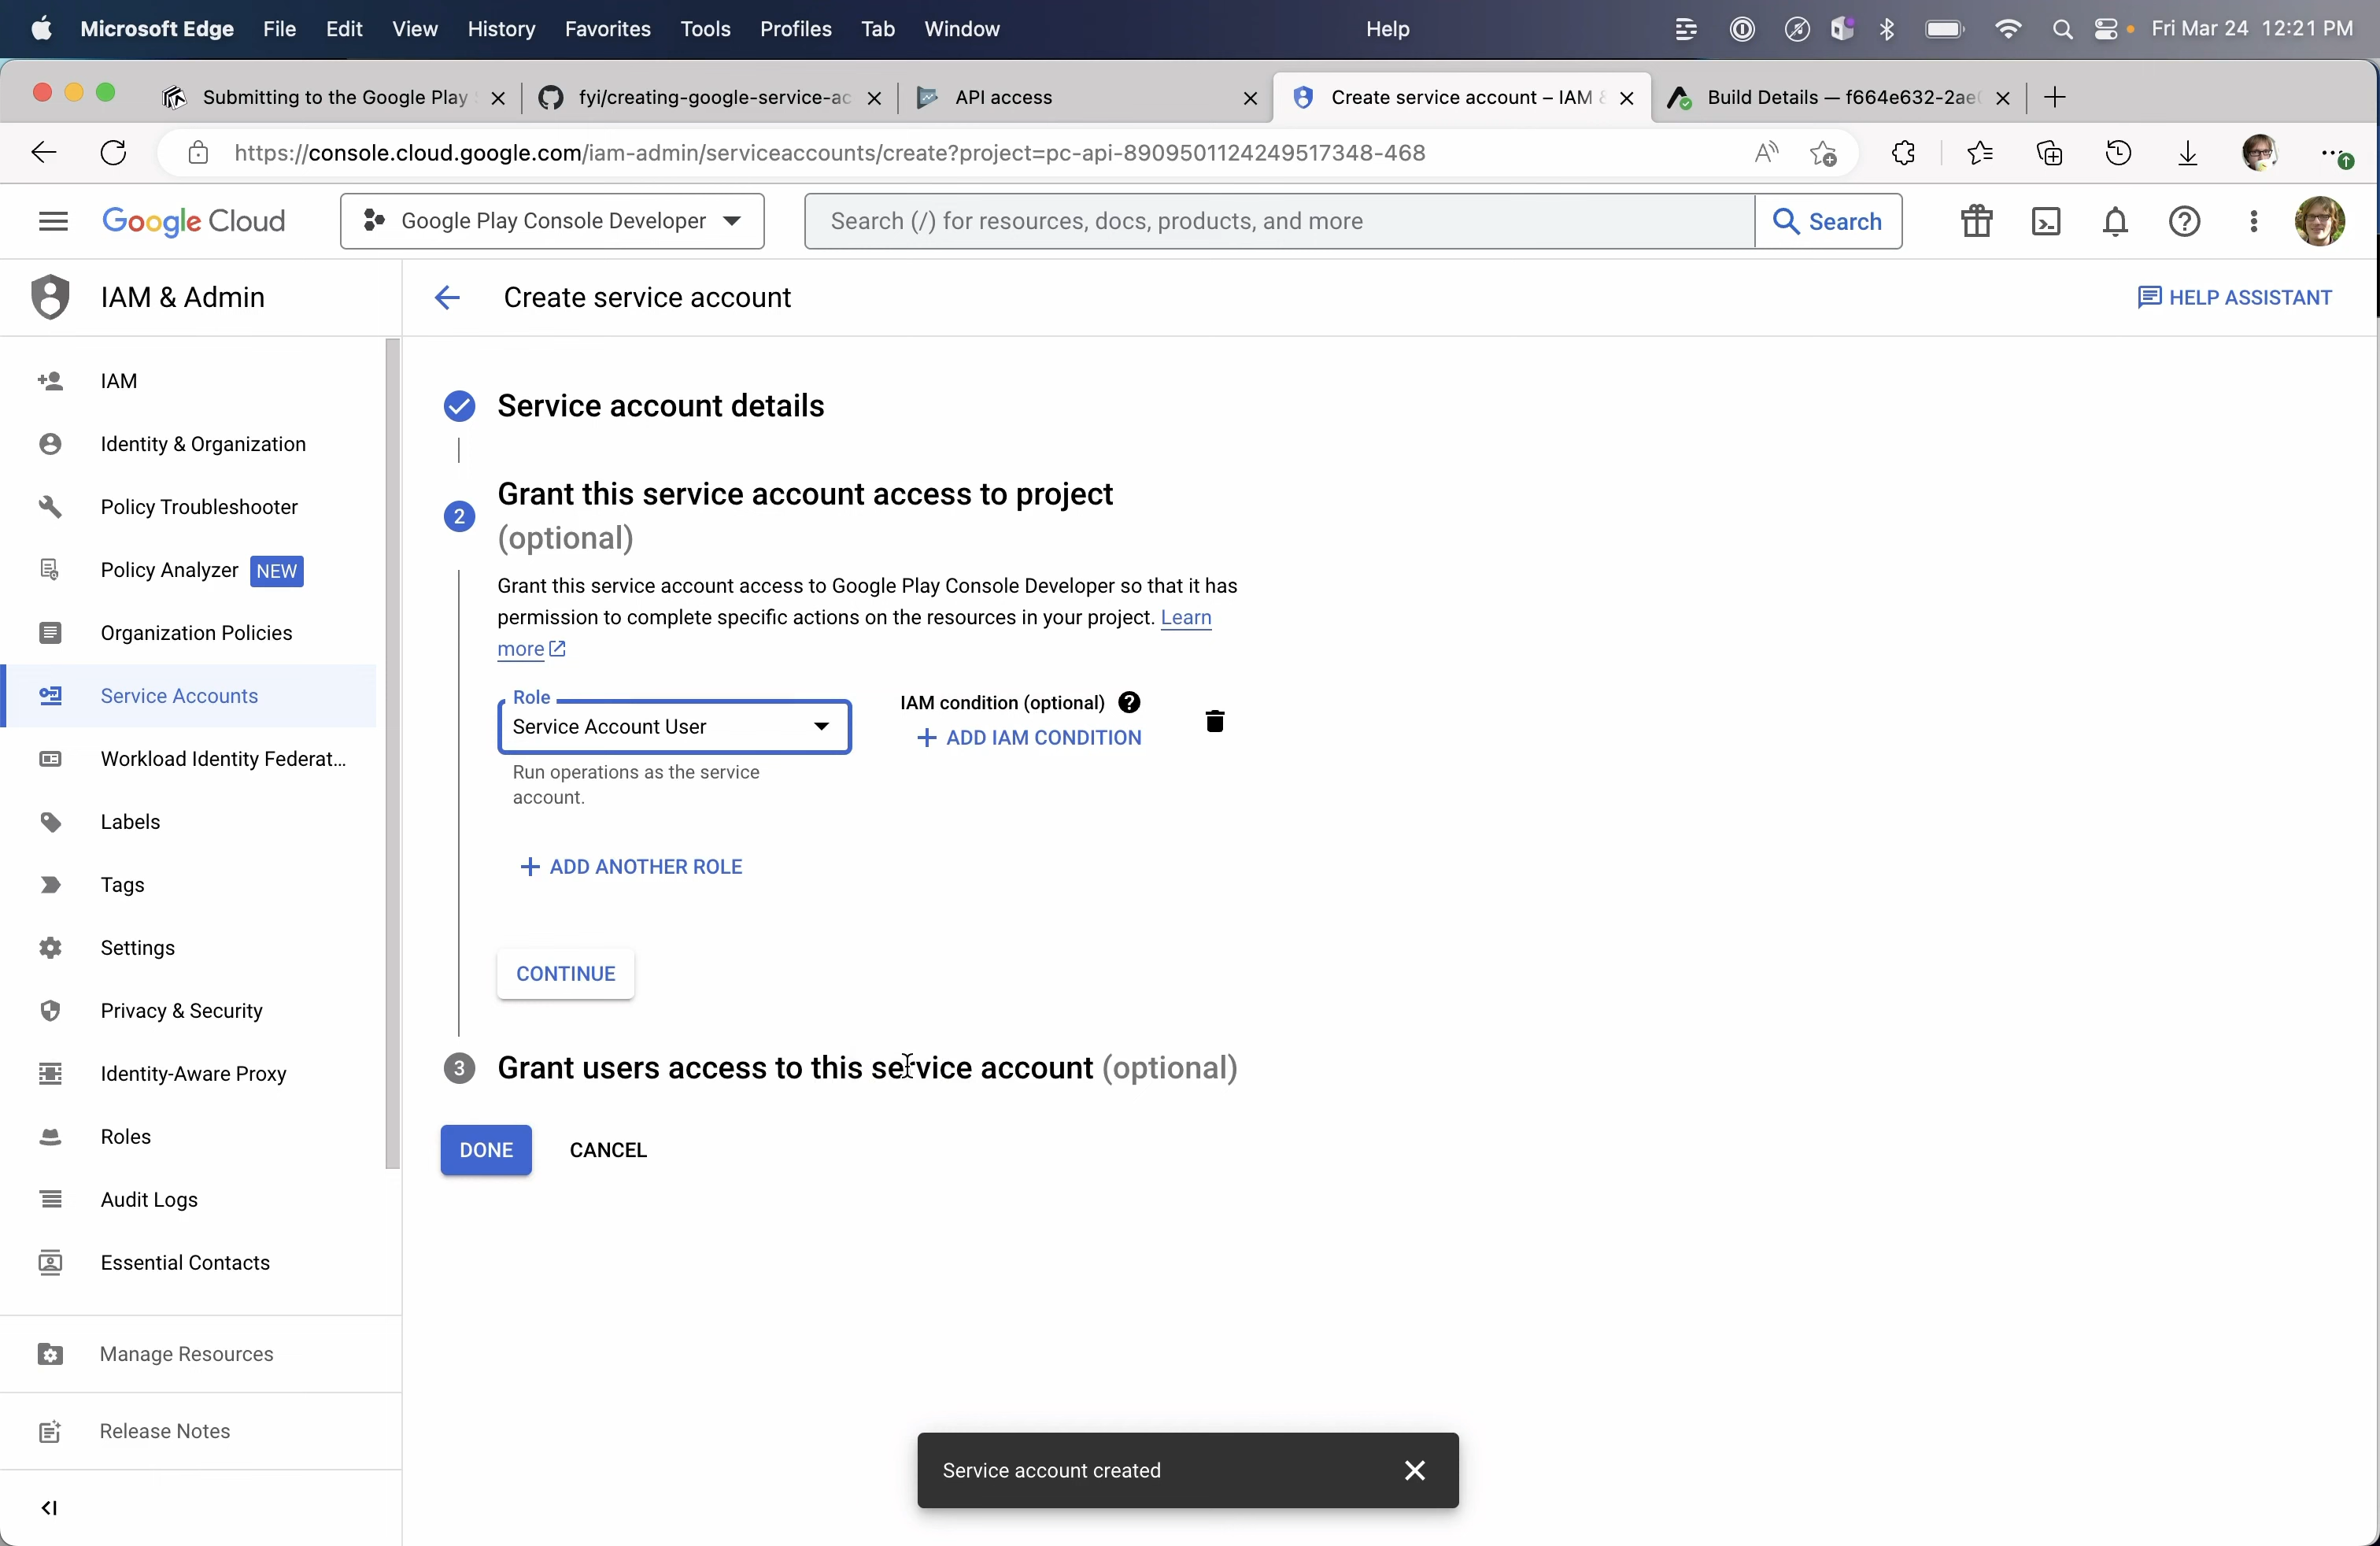 Microsoft Edge File Edit View History Favorites Tools Profiles Tab Window Help Fri Mar 24 12:21 PM
Submitting to the Google Play fyi/creating-google-service-ac API access Create service account – IAM & Build Details — f664e632-2ae
https://console.cloud.google.com/iam-admin/serviceaccounts/create?project=pc-api-8909501124249517348-468
Google Cloud Google Play Console Developer Search (/) for resources, docs, products, and more Search
IAM & Admin
Create service account
HELP ASSISTANT
IAM
Identity & Organization
Policy Troubleshooter
Policy Analyzer NEW
Organization Policies
Service Accounts
Workload Identity Federat...
Labels
Tags
Settings
Privacy & Security
Identity-Aware Proxy
Roles
Audit Logs
Essential Contacts
Manage Resources
Release Notes
Service account details
2
Grant this service account access to project
(optional)
Grant this service account access to Google Play Console Developer so that it has
permission to complete specific actions on the resources in your project. Learn
more
Role
Service Account User
Run operations as the service
account.
IAM condition (optional)
ADD IAM CONDITION
ADD ANOTHER ROLE
CONTINUE
3 Grant users access to this service account (optional)
DONE CANCEL
Service account created